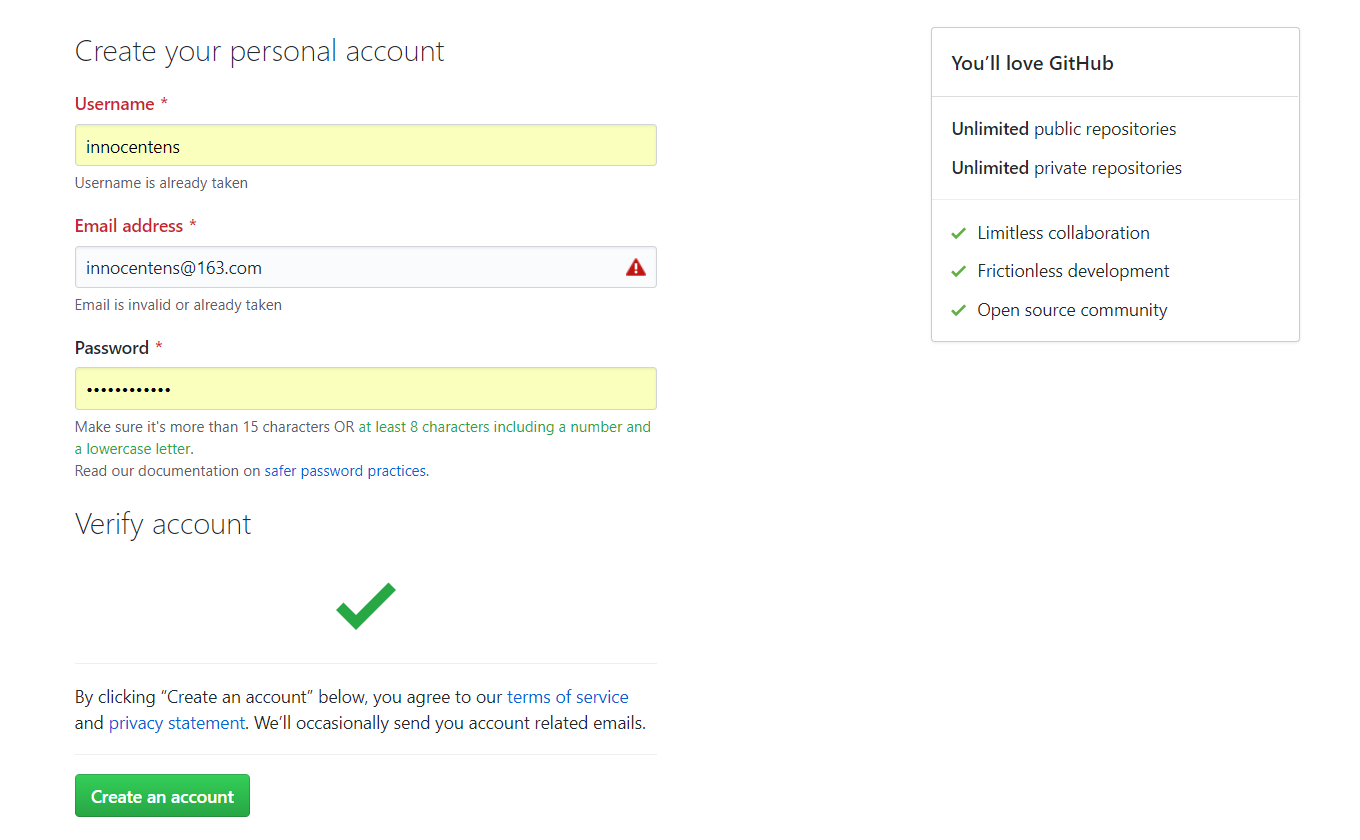 Create your personal account
Username *
innocentens
Username is already taken
Email address *
innocentens@163.com
Email is invalid or already taken
Password *
••••••••••••
Make sure it's more than 15 characters OR at least 8 characters including a number and
a lowercase letter.
Read our documentation on safer password practices.
Verify account
By clicking “Create an account” below, you agree to our terms of service
and privacy statement. We’ll occasionally send you account related emails.
Create an account
You’ll love GitHub
Unlimited public repositories
Unlimited private repositories
Limitless collaboration
Frictionless development
Open source community